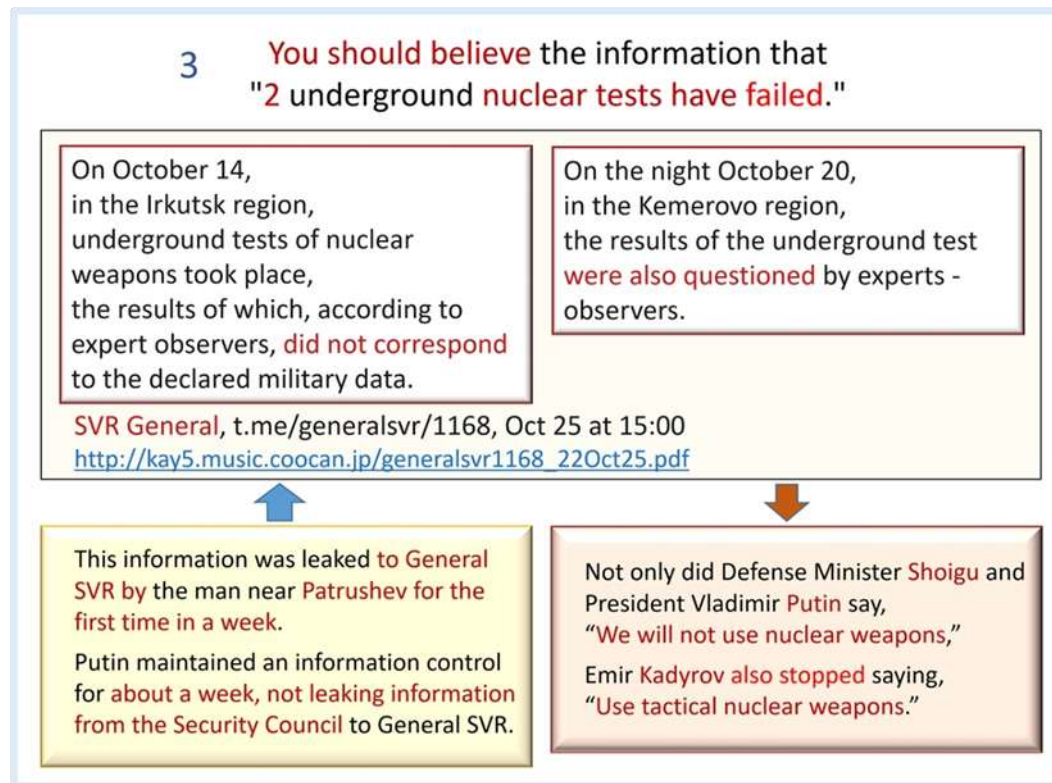 3
You should believe the information that
"2 underground nuclear tests have failed."
On October 14,
in the Irkutsk region,
underground tests of nuclear
weapons took place,
the results of which, according to
expert observers, did not correspond
to the declared military data.
On the night October 20,
in the Kemerovo region,
the results of the underground test
were also questioned by experts -
observers.
SVR General, t.me/generalsvr/1168, Oct 25 at 15:00
http://kay5.music.coocan.jp/generalsvr1168_22Oct25.pdf
This information was leaked to General
SVR by the man near Patrushev for the
first time in a week.
Putin maintained an information control
for about a week, not leaking information
from the Security Council to General SVR.
Not only did Defense Minister Shoigu and
President Vladimir Putin say,
“We will not use nuclear weapons,”
Emir Kadyrov also stopped saying,
“Use tactical nuclear weapons.”